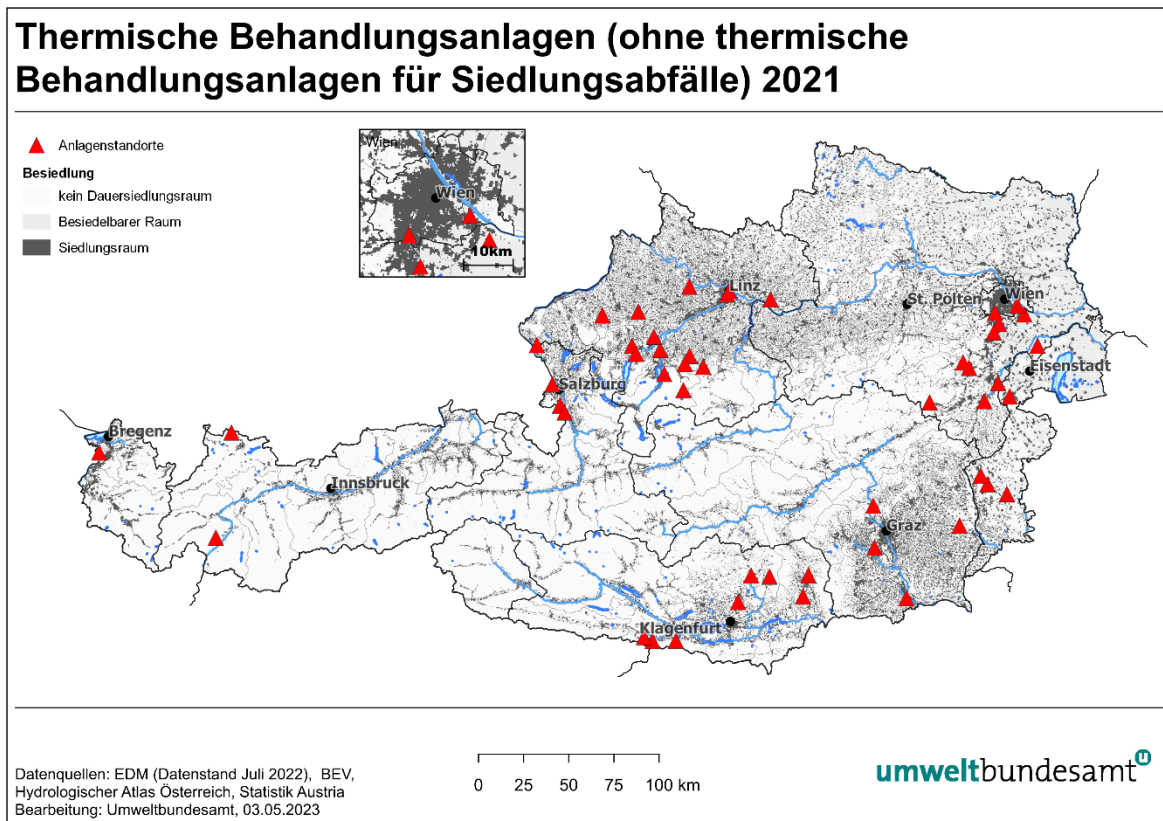 Thermische Behandlungsanlagen (ohne thermische
Behandlungsanlagen für Siedlungsabfälle) 2021
Anlagenstandorte
Besiedlung
kein Dauersiedlungsraum
Besiedelbarer Raum
Siedlungsraum
Wien
Wien
10km
Linz
St. Pölten
Wien
Eisenstadt
Salzburg
Bregenz
Innsbruck
Graz
Klagenfurt
Datenquellen: EDM (Datenstand Juli 2022), BEV,
Hydrologischer Atlas Österreich, Statistik Austria
Bearbeitung: Umweltbundesamt, 03.05.2023
0 25 50 75 100 km
umweltbundesamt u